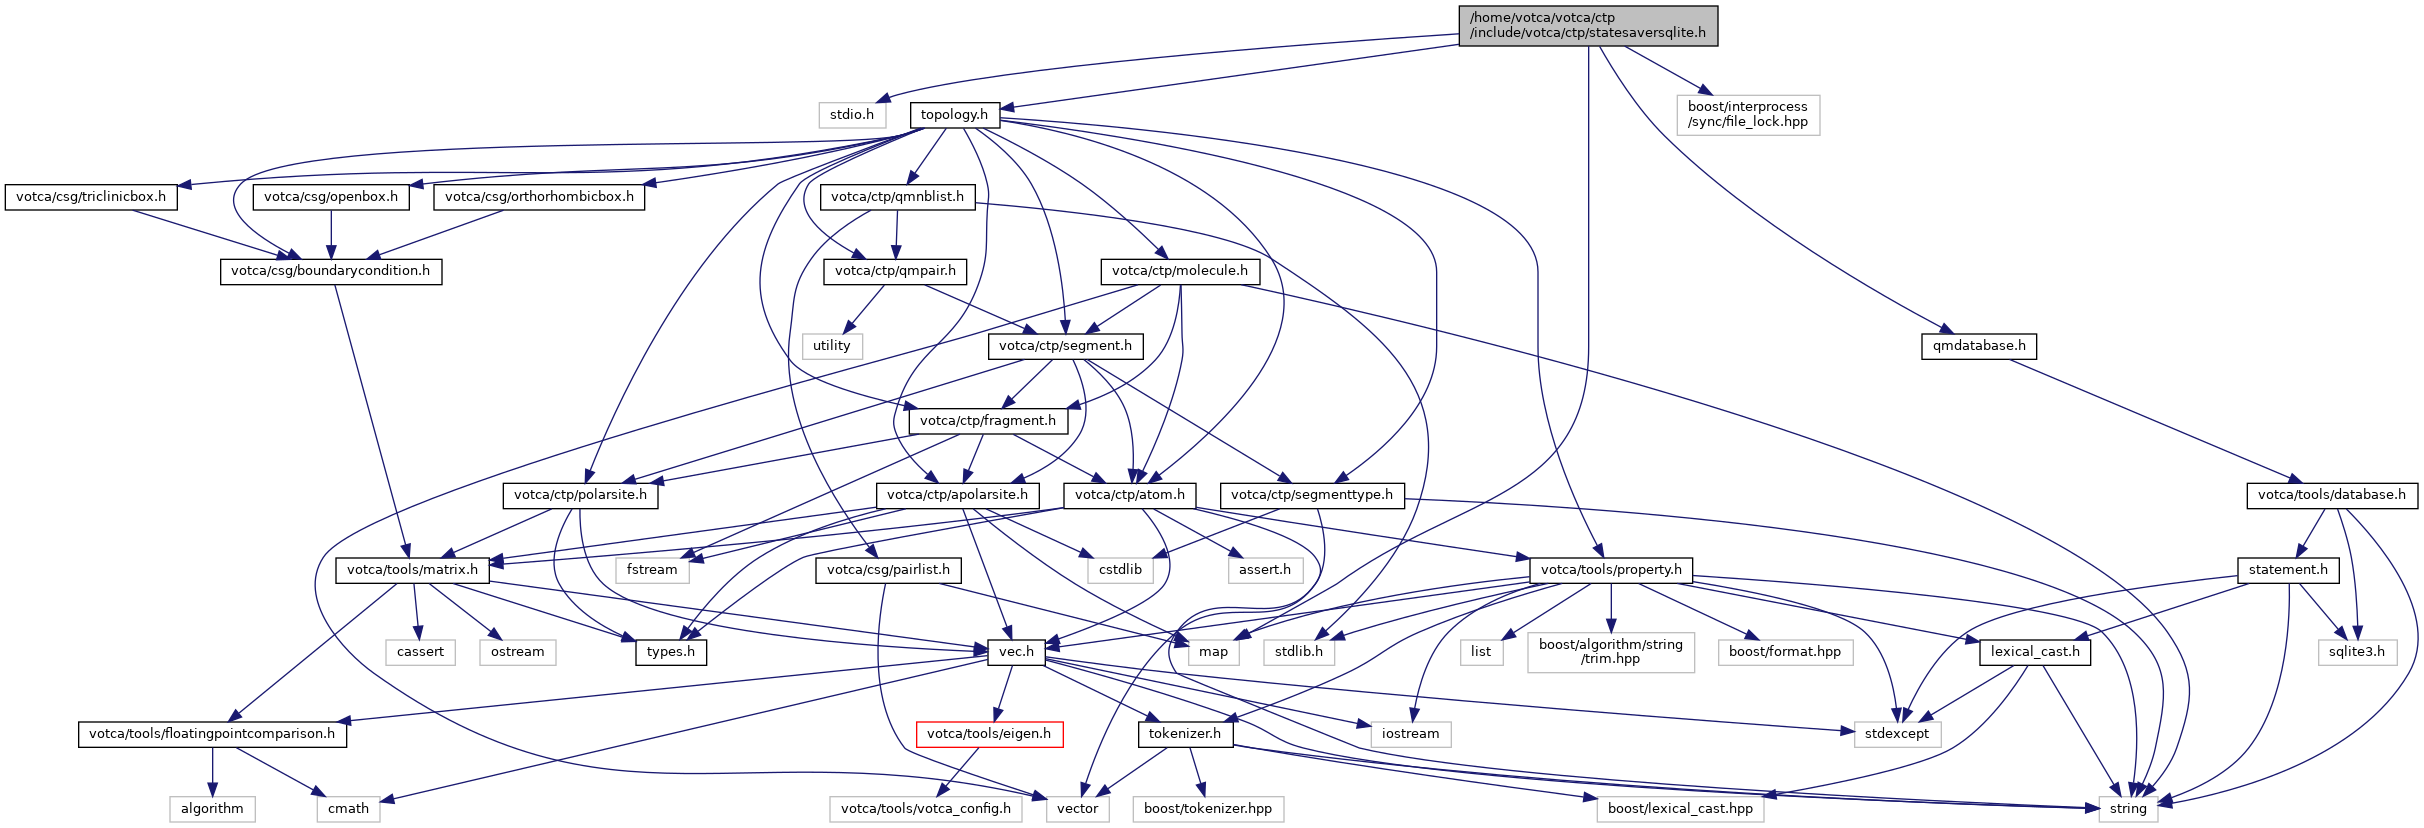 /home/votca/votca/ctp
/include/votca/ctp/statesaversqlite.h
stdio.h
topology.h
boost/interprocess
/sync/file_lock.hpp
votca/csg/triclinicbox.h
votca/csg/openbox.h
votca/csg/orthorhombicbox.h
votca/ctp/qmnblist.h
votca/csg/boundarycondition.h
votca/ctp/qmpair.h
votca/ctp/molecule.h
utility
votca/ctp/segment.h
qmdatabase.h
votca/ctp/fragment.h
votca/ctp/polarsite.h
votca/ctp/apolarsite.h
votca/ctp/atom.h
votca/ctp/segmenttype.h
votca/tools/database.h
votca/tools/matrix.h
fstream
votca/csg/pairlist.h
cstdlib
assert.h
votca/tools/property.h
statement.h
cassert
ostream
types.h
vec.h
map
stdlib.h
list
boost/algorithm/string
/trim.hpp
boost/format.hpp
lexical_cast.h
sqlite3.h
votca/tools/floatingpointcomparison.h
votca/tools/eigen.h
tokenizer.h
iostream
stdexcept
algorithm
cmath
votca/tools/votca_config.h
vector
boost/tokenizer.hpp
boost/lexical_cast.hpp
string